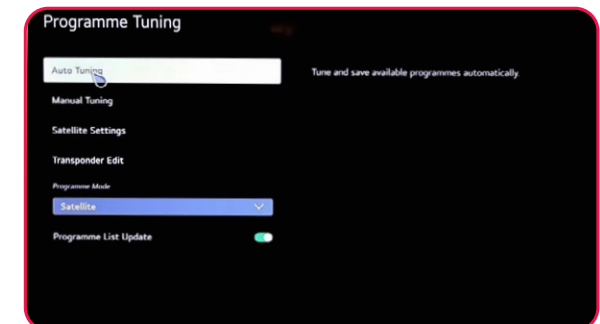 Programme Tuning
Auto Tuning
Tune and save available programmes automatically.
Manual Tuning
Satellite Settings
Transponder Edit
Programme Mode
Satellite
Programme List Update